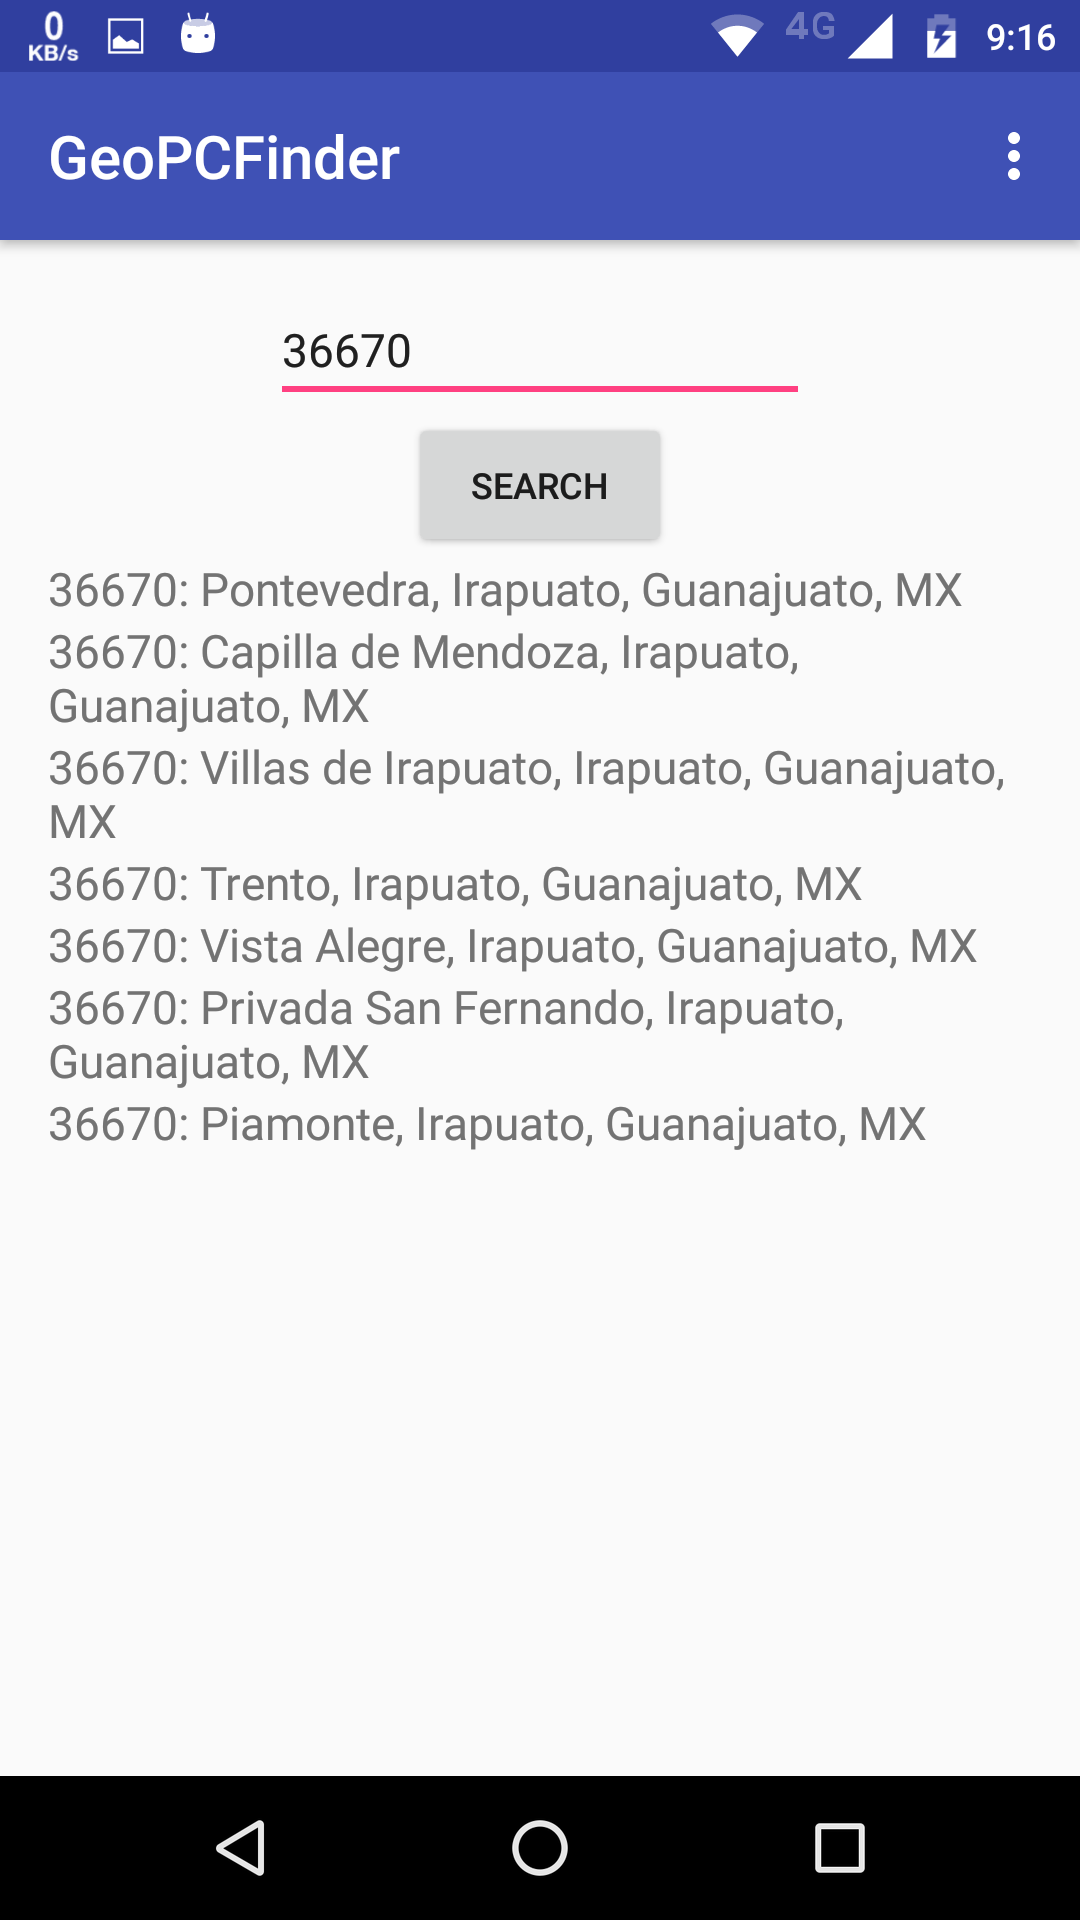 0
KB/s
4G
9:16
GeoPCFinder
36670
SEARCH
36670: Pontevedra, Irapuato, Guanajuato, MX
36670: Capilla de Mendoza, Irapuato,
Guanajuato, MX
36670: Villas de Irapuato, Irapuato, Guanajuato,
MX
36670: Trento, Irapuato, Guanajuato, MX
36670: Vista Alegre, Irapuato, Guanajuato, MX
36670: Privada San Fernando, Irapuato,
Guanajuato, MX
36670: Piamonte, Irapuato, Guanajuato, MX